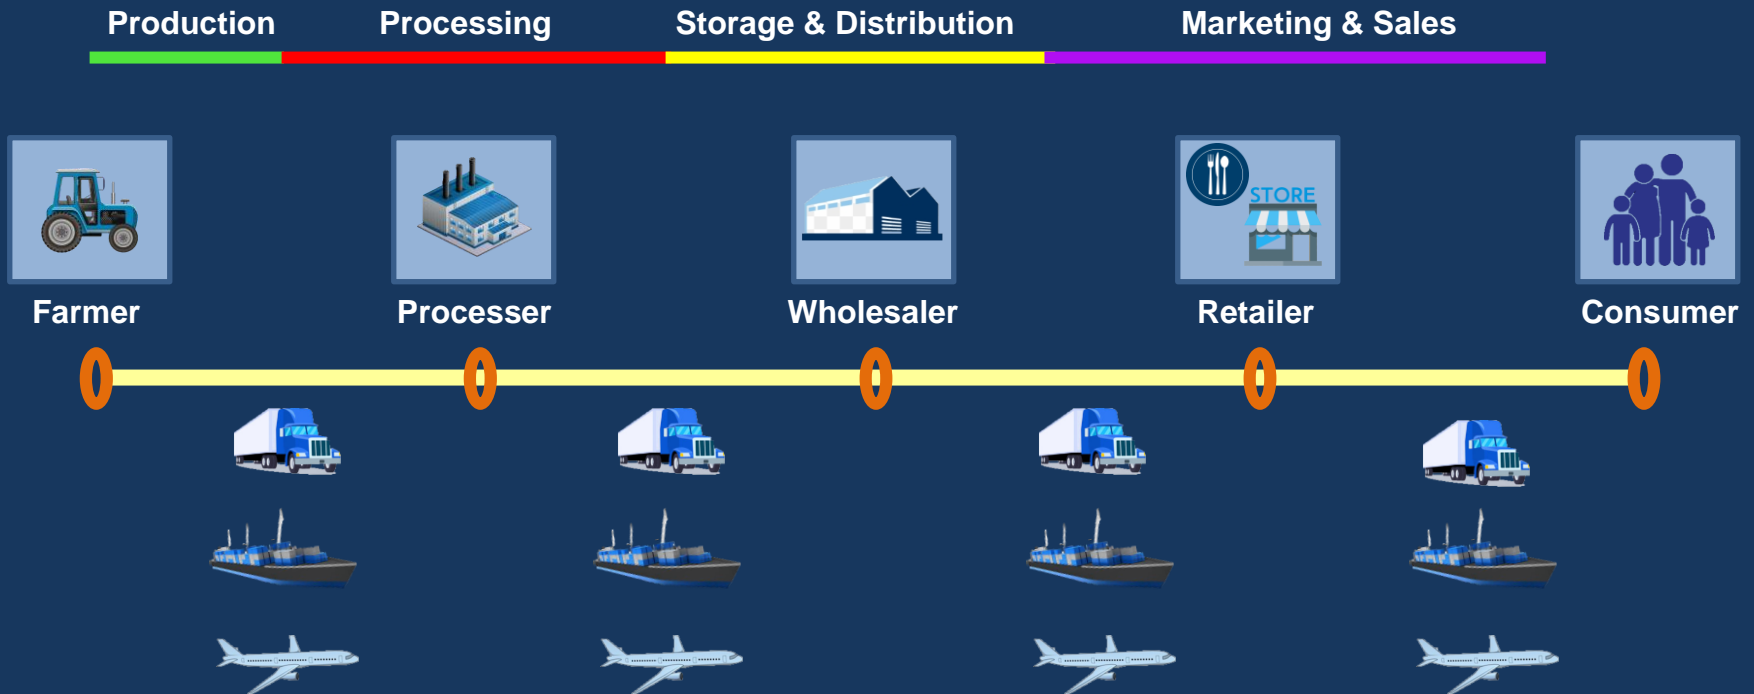 Production Processing Storage & Distribution Marketing & Sales
STORE
Farmer Processer Wholesaler Retailer Consumer